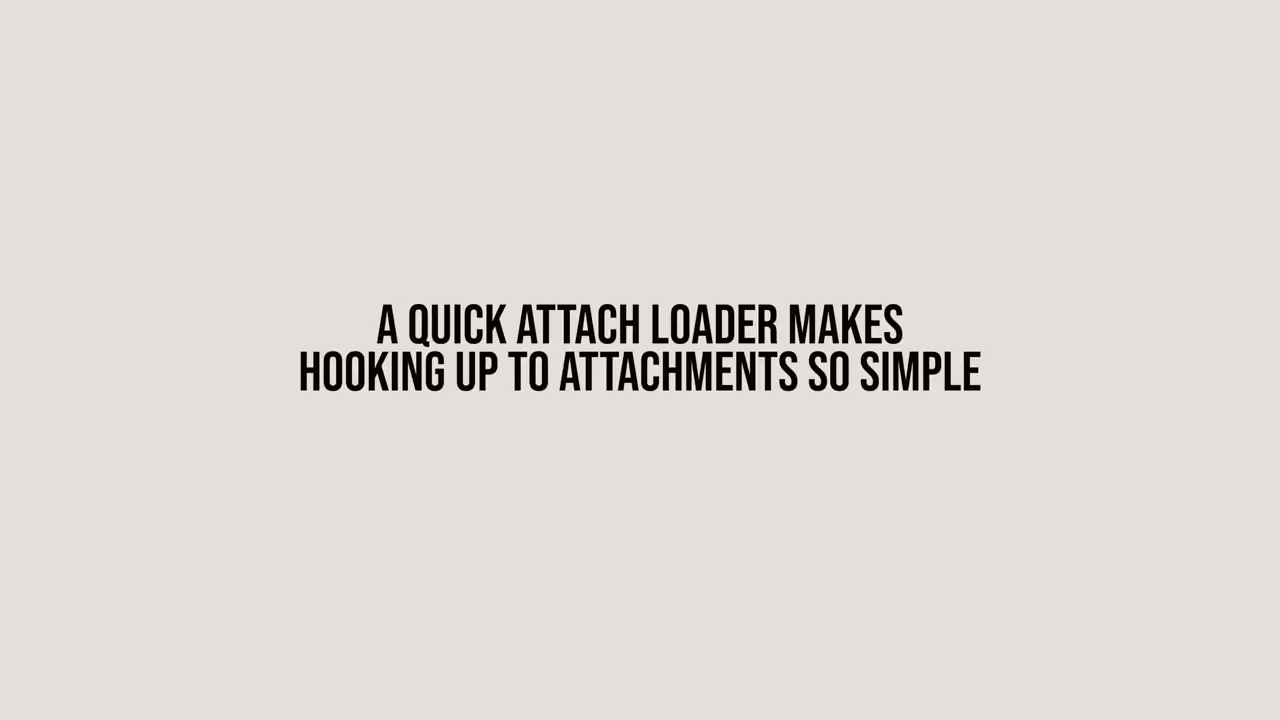 A QUICK ATTACH LOADER MAKES
HOOKING UP TO ATTACHMENTS SO SIMPLE